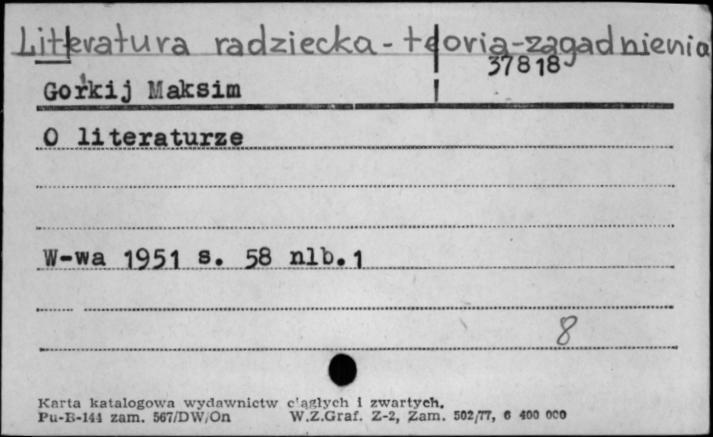 Literatura radziecka - teoria - zagadnienia
37818
Gorkij Maksim
O literaturze
W-wa 1951 s. 58 nlb.1
8
Karta katalogowa wydawnictw ciągłych i zwartych.
Pu-B-144 zam. 567/DW/On W.Z.Graf. Z-2, Zam. 502/77, 6 400 000